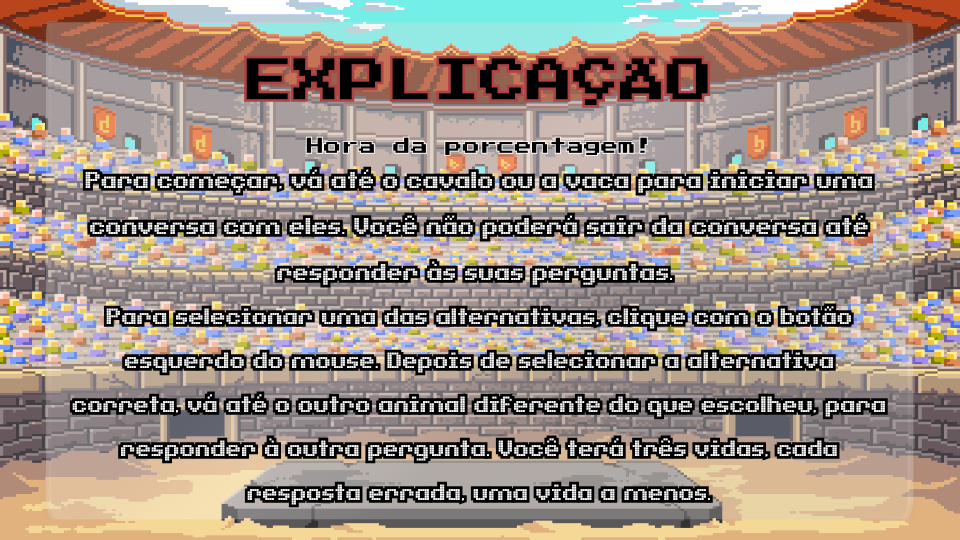 EXPLICAÇÃO
Hora da porcentagem!
Para começar, vá até o cavalo ou a vaca para iniciar uma
conversa com eles. Você não poderá sair da conversa até
responder às suas perguntas.
Para selecionar uma das alternativas, clique com o botão
esquerdo do mouse. Depois de selecionar a alternativa
correta, vá até o outro animal diferente do que escolheu, para
responder à outra pergunta. Você terá três vidas, cada
resposta errada, uma vida a menos.